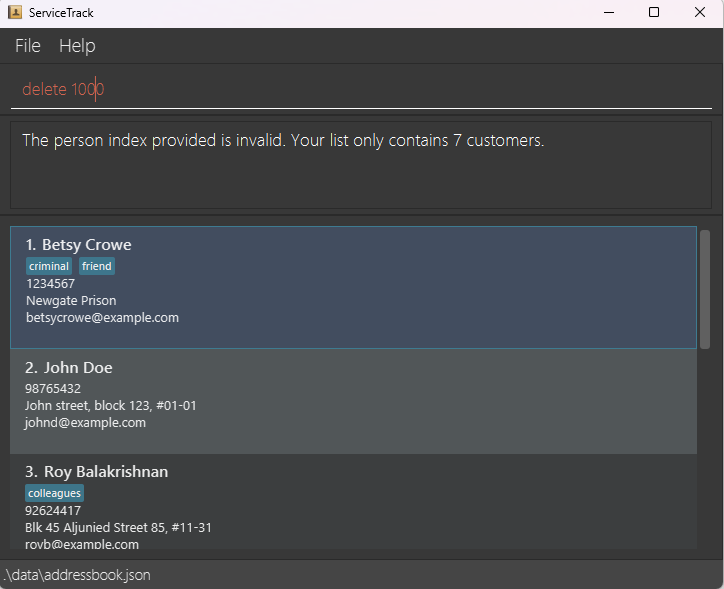 ServiceTrack
File Help
delete 1000
The person index provided is invalid. Your list only contains 7 customers.
1. Betsy Crowe
criminal friend
1234567
Newgate Prison
betsycrowe@example.com
2. John Doe
98765432
John street, block 123, #01-01
johnd@example.com
3. Roy Balakrishnan
colleagues
92624417
Blk 45 Aljunied Street 85, #11-31
royb@example.com
.\data\addressbook.json